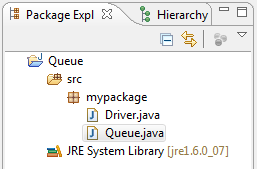 Package Expl Hierarchy
Queue
src
mypackage
Driver.java
Queue.java
JRE System Library [jre1.6.0_07]